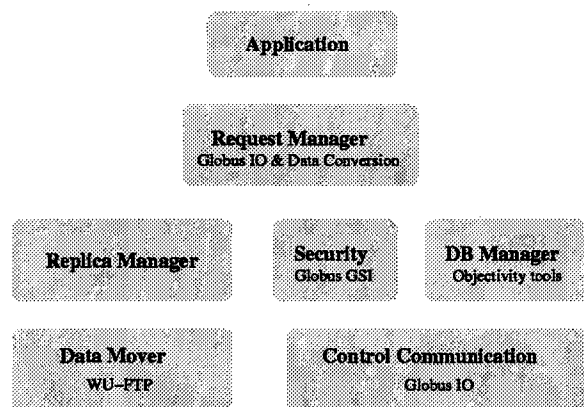 Application
Request Manager
Globus IO & Data Conversion
Replica Manager
Security
Globus GSI
DB Manager
Objectivity tools
Data Mover
WU-FTP
Control Communication
Globus IO